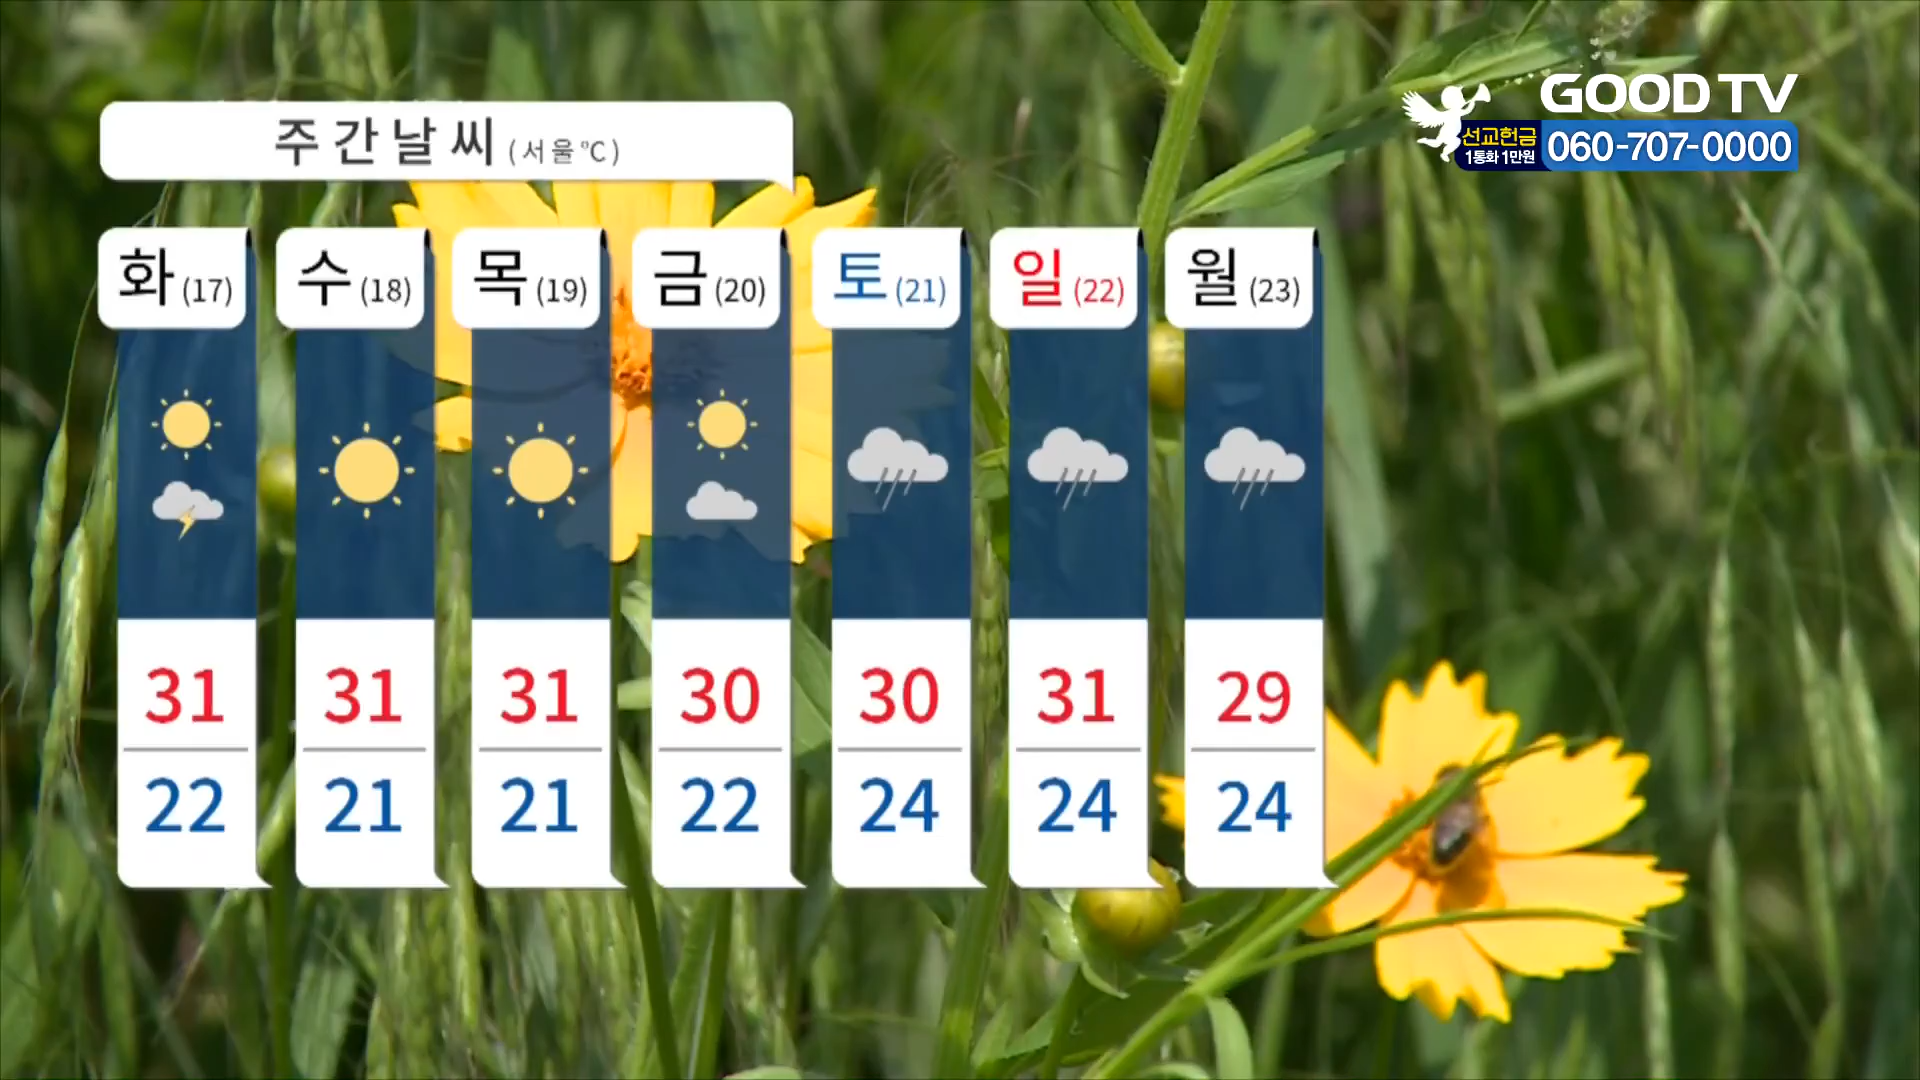 GOOD TV
선교헌금
1통화 1만원
060-707-0000
주간날씨 (서울℃)
화(17) 수(18) 목(19) 금(20) 토(21) 일(22) 월(23)
31 31 31 30 30 31 29
22 21 21 22 24 24 24